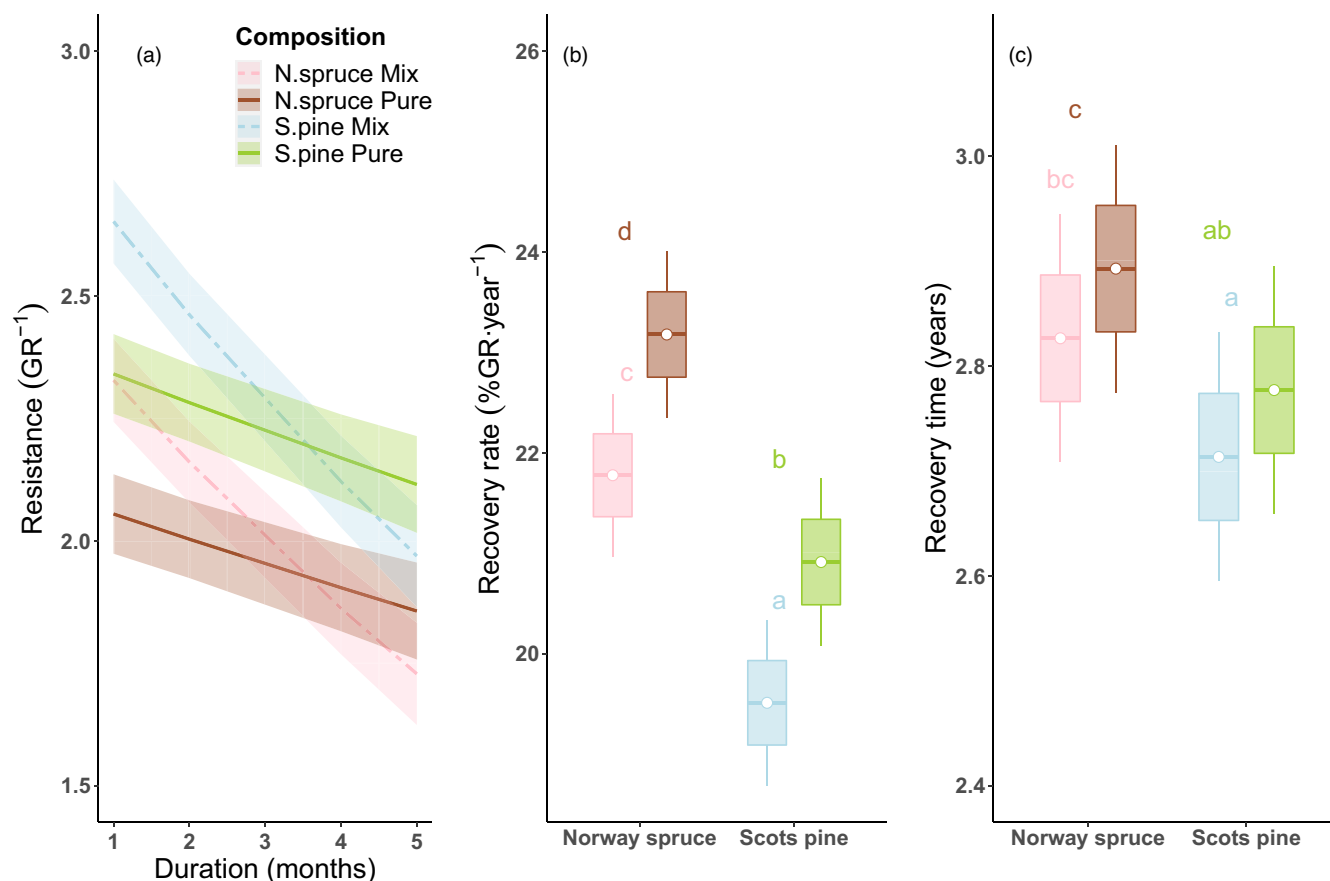 (a)
Composition
N.spruce Mix
N.spruce Pure
S.pine Mix
S.pine Pure
3.0
2.5
2.0
1.5
Resistance (GR⁻¹)
1 2 3 4 5
Duration (months)
(b)
26
24
22
20
Recovery rate (%GR·year⁻¹)
d
c
b
a
Norway spruce Scots pine
(c)
3.0
2.8
2.6
2.4
Recovery time (years)
c
bc
ab
a
Norway spruce Scots pine